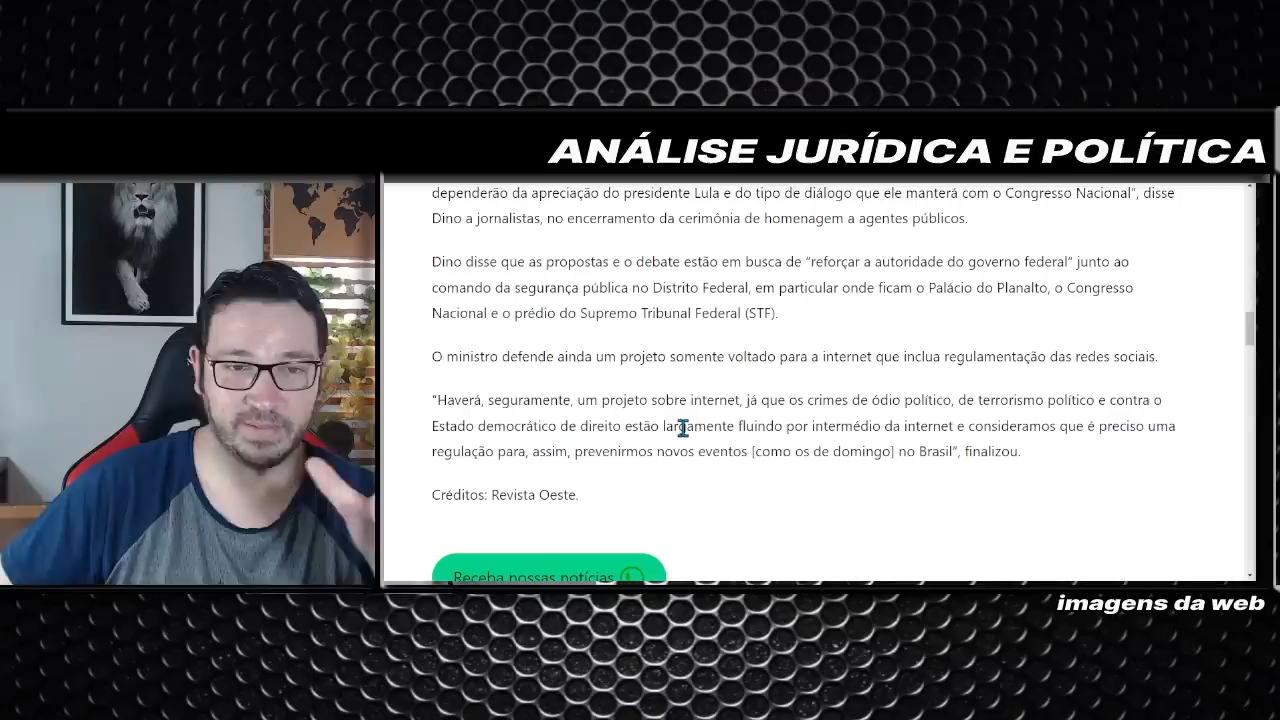 ANÁLISE JURÍDICA E POLÍTICA
dependerão da apreciação do presidente Lula e do tipo de diálogo que ele manterá com o Congresso Nacional”, disse
Dino a jornalistas, no encerramento da cerimônia de homenagem a agentes públicos.
Dino disse que as propostas e o debate estão em busca de “reforçar a autoridade do governo federal” junto ao
comando da segurança pública no Distrito Federal, em particular onde ficam o Palácio do Planalto, o Congresso
Nacional e o prédio do Supremo Tribunal Federal (STF).
O ministro defende ainda um projeto somente voltado para a internet que inclua regulamentação das redes sociais.
“Haverá, seguramente, um projeto sobre internet, já que os crimes de ódio político, de terrorismo político e contra o
Estado democrático de direito estão largamente fluindo por intermédio da internet e consideramos que é preciso uma
regulação para, assim, prevenirmos novos eventos [como os de domingo] no Brasil”, finalizou.
Créditos: Revista Oeste.
Receba nossas notícias
imagens da web